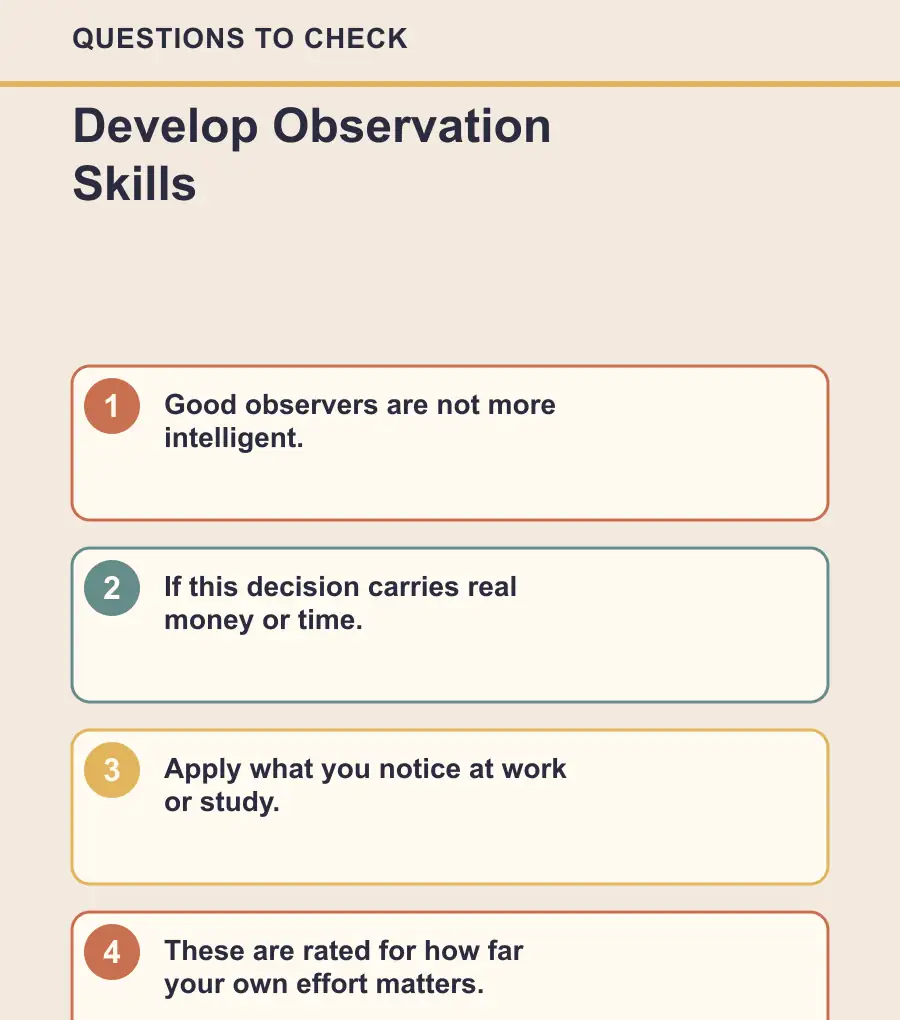 QUESTIONS TO CHECK
Develop Observation
Skills
1
Good observers are not more
intelligent.
2
If this decision carries real
money or time.
3
Apply what you notice at work
or study.
4
These are rated for how far
your own effort matters.